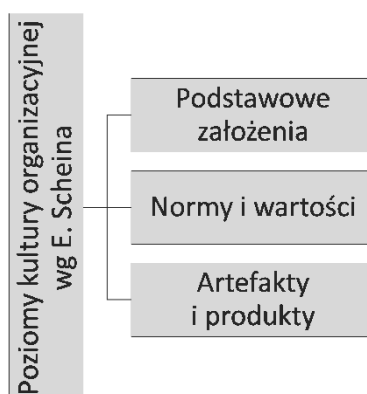 Poziomy kultury organizacyjnej
wg E. Scheina
Podstawowe
założenia
Normy i wartości
Artefakty
i produkty